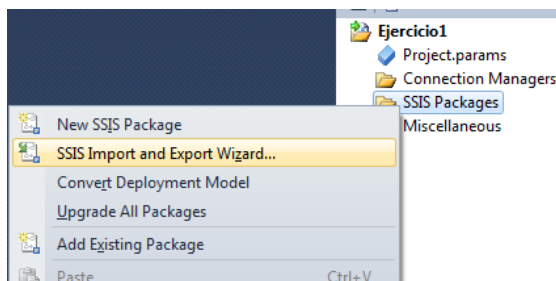 Ejercicio1
Project.params
Connection Managers
SSIS Packages
Miscellaneous
New SSIS Package
SSIS Import and Export Wizard...
Convert Deployment Model
Upgrade All Packages
Add Existing Package
Paste Ctrl+V